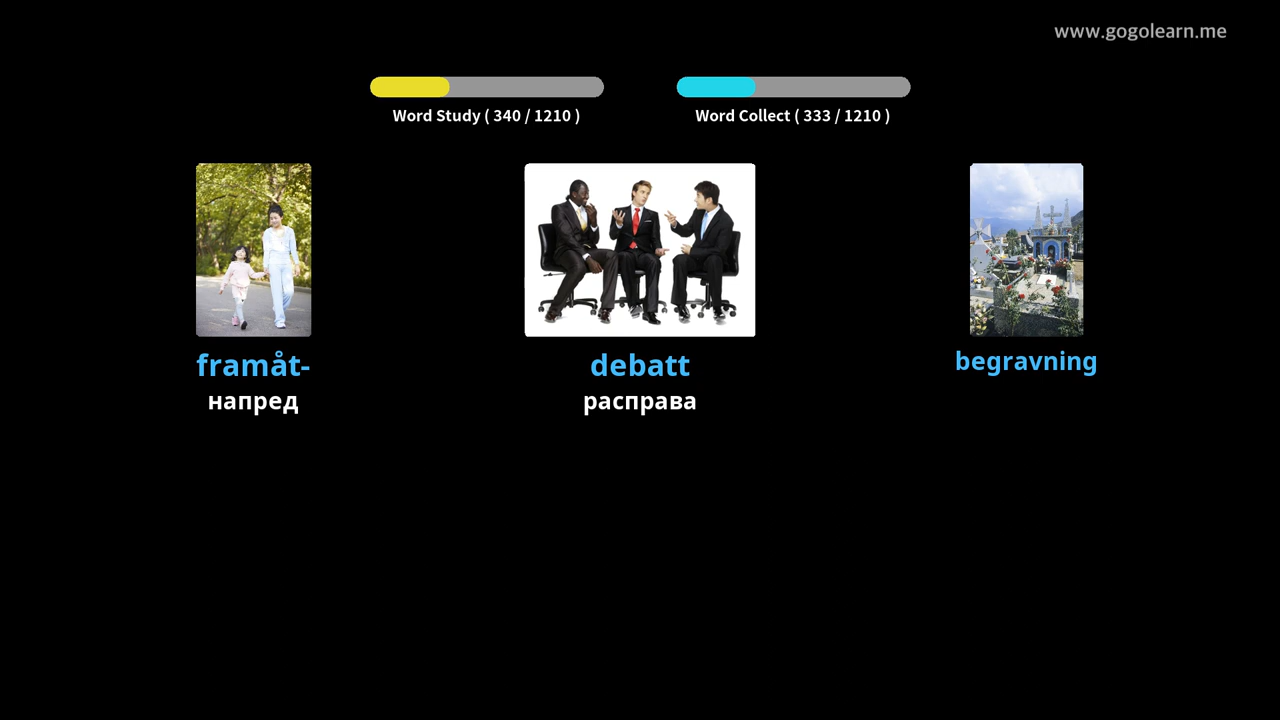 www.gogolearn.me
Word Study ( 340 / 1210 )
Word Collect ( 333 / 1210 )
framåt-
напред
debatt
расправа
begravning